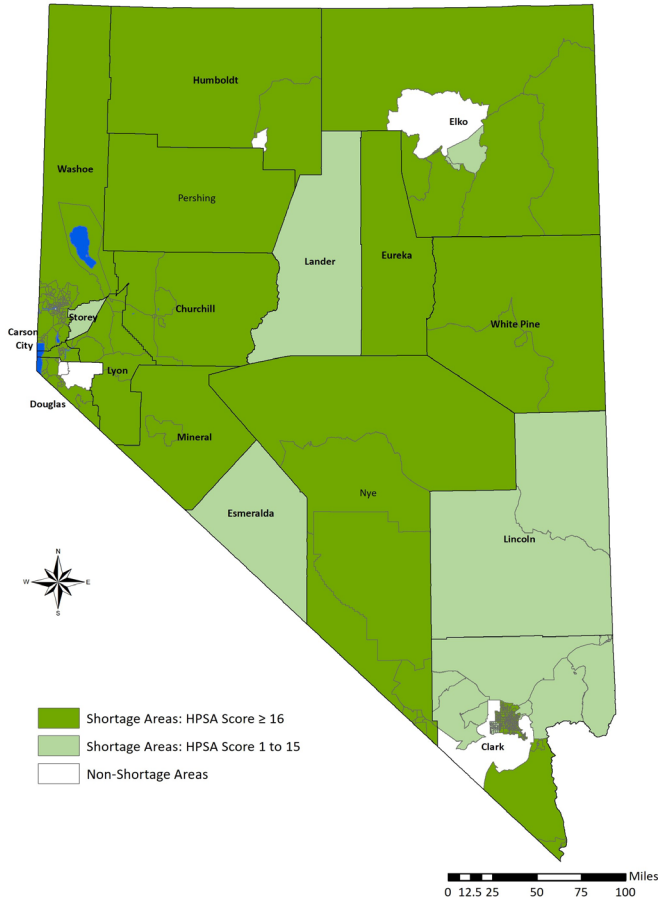 Humboldt
Elko
Washoe
Pershing
Lander
Eureka
Churchill
Storey
White Pine
Carson
City
Lyon
Douglas
Mineral
Nye
Esmeralda
Lincoln
N
W E
S
Clark
Shortage Areas: HPSA Score ≥ 16
Shortage Areas: HPSA Score 1 to 15
Non-Shortage Areas
Miles
0 12.5 25 50 75 100